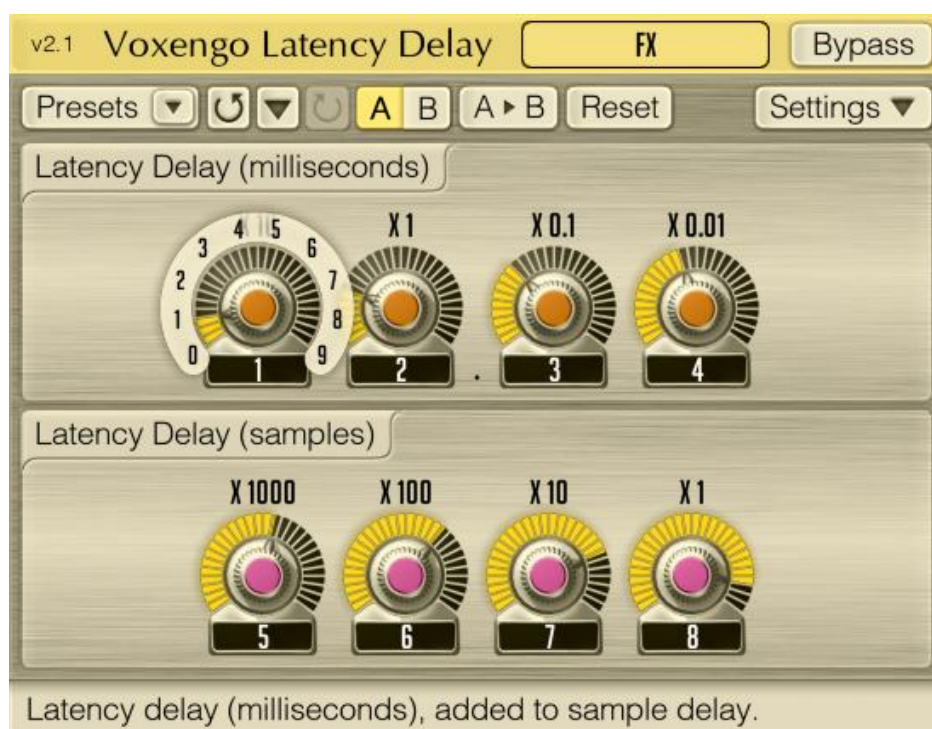 v2.1 Voxengo Latency Delay FX Bypass
Presets A B A ▸ B Reset Settings
Latency Delay (milliseconds)
X 1 X 0.1 X 0.01
0 1 2 3 4 5 6 7 8 9
1 2 . 3 4
Latency Delay (samples)
X 1000 X 100 X 10 X 1
5 6 7 8
Latency delay (milliseconds), added to sample delay.